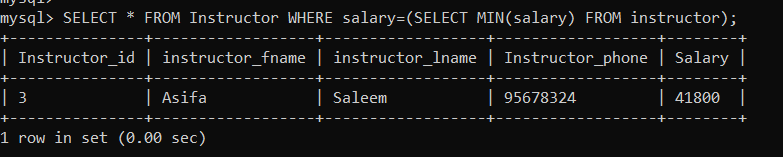 mysql>
mysql> SELECT * FROM Instructor WHERE salary=(SELECT MIN(salary) FROM instructor);
+---------------+------------------+------------------+------------------+--------+
| Instructor_id | instructor_fname | instructor_lname | Instructor_phone | Salary |
+---------------+------------------+------------------+------------------+--------+
| 3             | Asifa            | Saleem           | 95678324         | 41800  |
+---------------+------------------+------------------+------------------+--------+
1 row in set (0.00 sec)